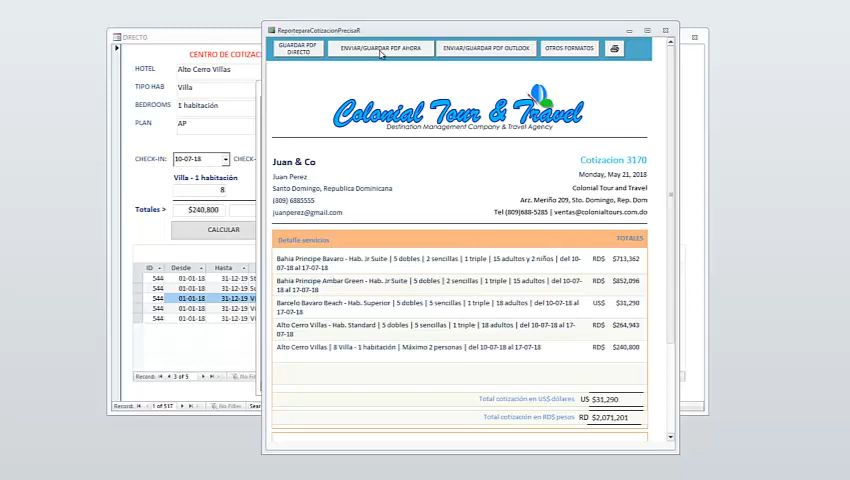 DIRECTO
CENTRO DE COTIZAC
HOTEL Alto Cerro Villas
TIPO HAB Villa
BEDROOMS 1 habitación
PLAN AP
CHECK-IN: 10-07-18 CHECK-
Villa - 1 habitación
8
Totales > $240,800
CALCULAR
ID Desde Hasta
544 01-01-18 31-12-19
544 01-01-18 31-12-19
544 01-01-18 31-12-19
544 01-01-18 31-12-19
544 01-01-18 31-12-19
Record: 3 of 5 No Fil
Record: 1 of 517 No Filter Sear
ReporteparaCotizacionPrecisaR
GUARDAR PDF
DIRECTO
ENVIAR/GUARDAR PDF AHORA
ENVIAR/GUARDAR PDF OUTLOOK
OTROS FORMATOS
Colonial Tour & Travel
Destination Management Company & Travel Agency
Juan & Co
Juan Perez
Santo Domingo, Republica Dominicana
(809) 6885555
juanperez@gmail.com
Cotizacion 3170
Monday, May 21, 2018
Colonial Tour and Travel
Arz. Meriño 209, Sto. Domingo, Rep. Dom
Tel (809)688-5285 | ventas@colonialtours.com.do
Detalle servicios TOTALES
Bahia Principe Bavaro - Hab. Jr Suite | 5 dobles | 2 sencillas | 1 triple | 15 adultos y 2 niños | del 10- RD$ $713,362
07-18 al 17-07-18
Bahia Principe Ambar Green - Hab. Jr Suite | 5 dobles | 2 sencillas | 1 triple | 15 adultos | del 10-07- RD$ $852,096
18 al 17-07-18
Barcelo Bavaro Beach - Hab. Superior | 5 dobles | 5 sencillas | 1 triple | 18 adultos | del 10-07-18 al US$ $31,290
17-07-18
Alto Cerro Villas - Hab. Standard | 5 dobles | 5 sencillas | 1 triple | 18 adultos | del 10-07-18 al 17- RD$ $264,943
07-18
Alto Cerro Villas | 8 Villa - 1 habitación | Máximo 2 personas | del 10-07-18 al 17-07-18 RD$ $240,800
Total cotización en US$ dólares US $31,290
Total cotización en RD$ pesos RD $2,071,201